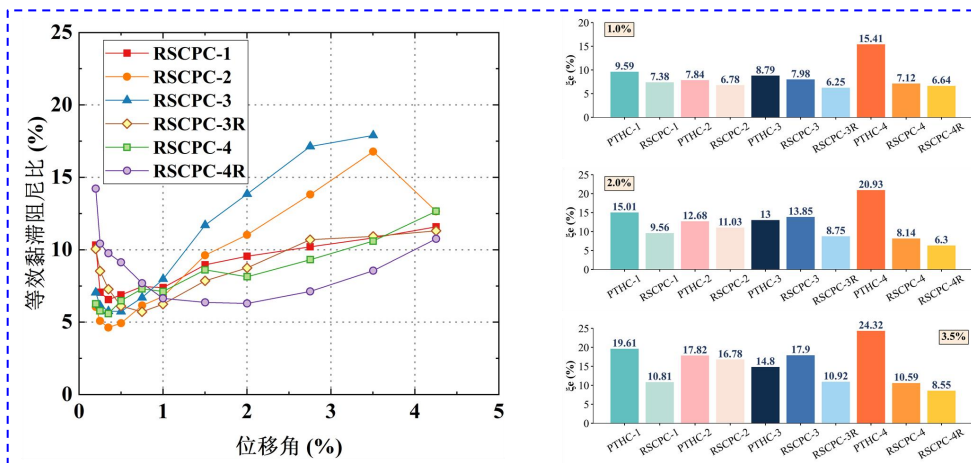 25
20
15
10
5
0
等效黏滞阻尼比 (%)
RSCPC-1
RSCPC-2
RSCPC-3
RSCPC-3R
RSCPC-4
RSCPC-4R
0 1 2 3 4 5
位移角 (%)
1.0%
ξe (%)
20
15
10
5
0
9.59 7.38 7.84 6.78 8.79 7.98 6.25 15.41 7.12 6.64
PTHC-1 RSCPC-1 PTHC-2 RSCPC-2 PTHC-3 RSCPC-3 RSCPC-3R PTHC-4 RSCPC-4 RSCPC-4R
2.0%
ξe (%)
25
20
15
10
5
0
15.01 9.56 12.68 11.03 13 13.85 8.75 20.93 8.14 6.3
PTHC-1 RSCPC-1 PTHC-2 RSCPC-2 PTHC-3 RSCPC-3 RSCPC-3R PTHC-4 RSCPC-4 RSCPC-4R
3.5%
ξe (%)
25
20
15
10
5
0
19.61 10.81 17.82 16.78 14.8 17.9 10.92 24.32 10.59 8.55
PTHC-1 RSCPC-1 PTHC-2 RSCPC-2 PTHC-3 RSCPC-3 RSCPC-3R PTHC-4 RSCPC-4 RSCPC-4R